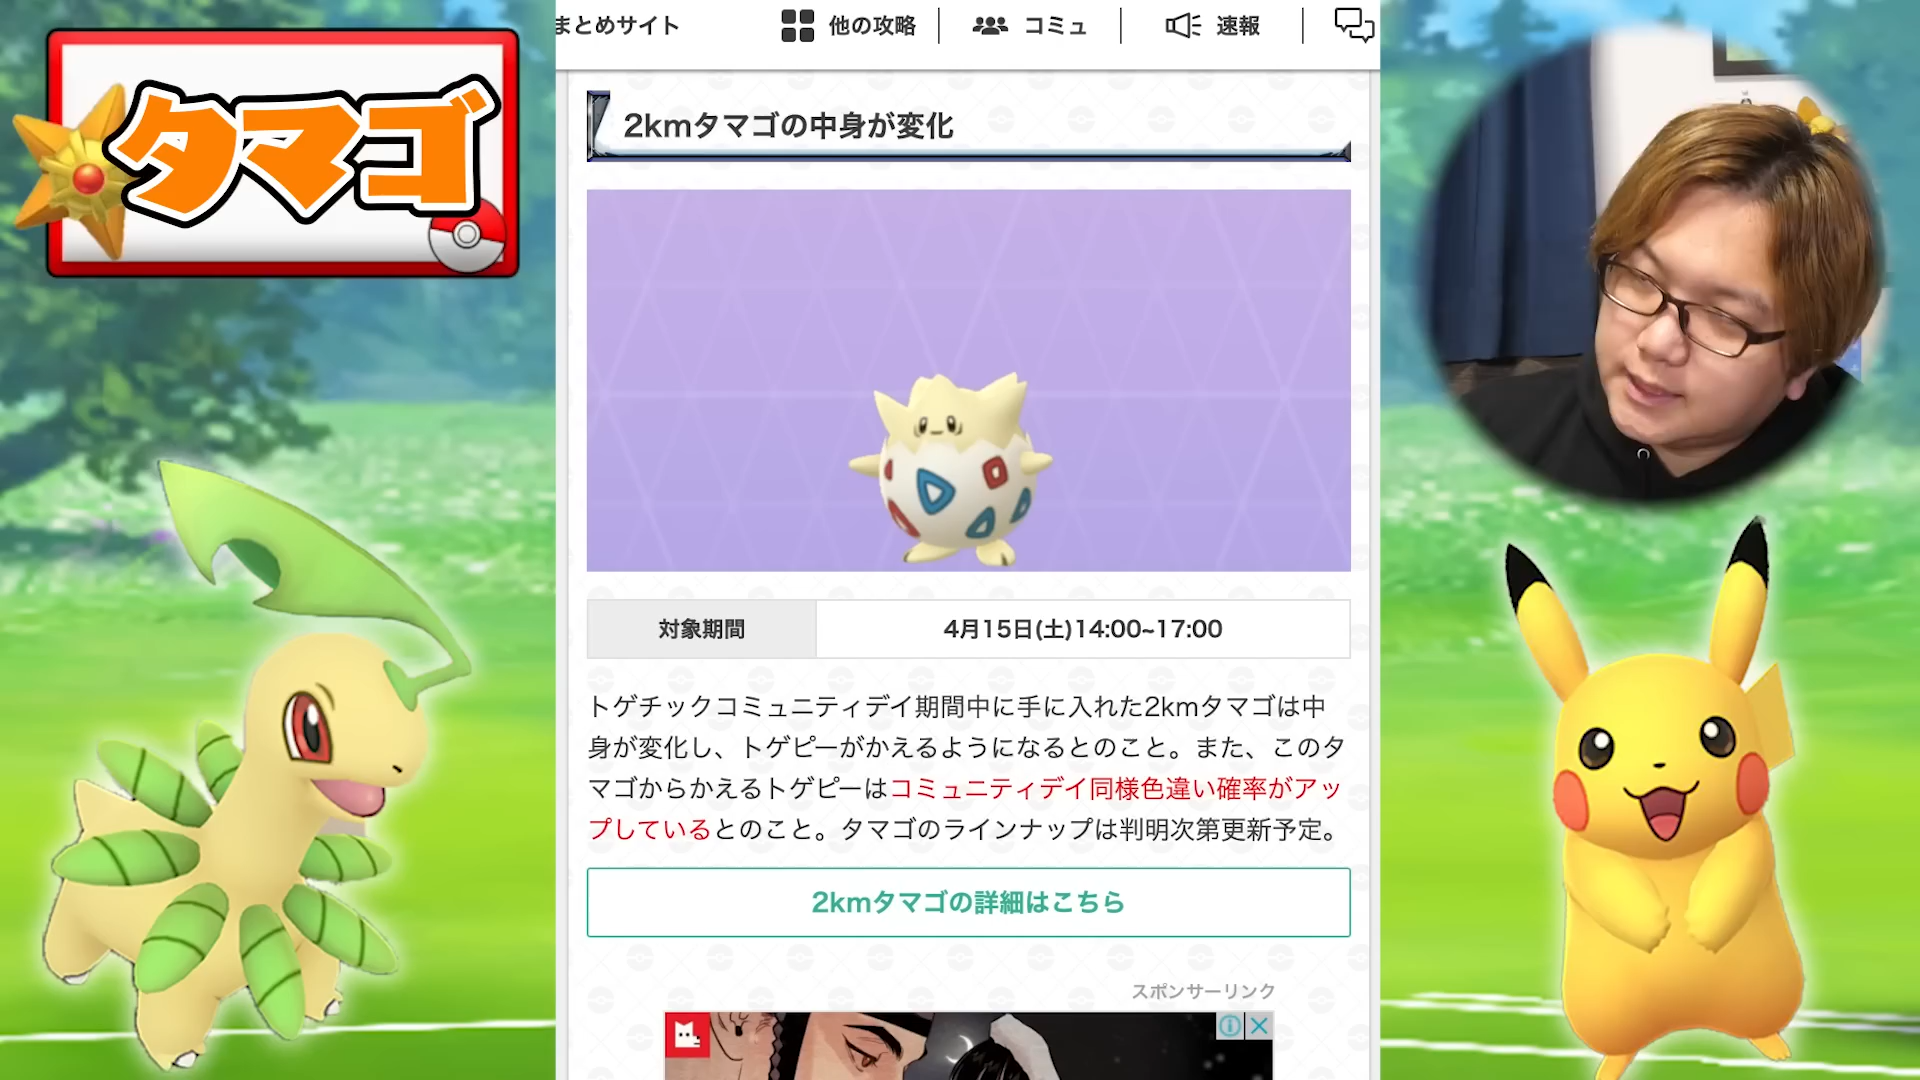 タマゴ
まとめサイト
他の攻略
コミュ
速報
2kmタマゴの中身が変化
対象期間
4月15日(土)14:00~17:00
トゲチックコミュニティデイ期間中に手に入れた2kmタマゴは中
身が変化し、トゲピーがかえるようになるとのこと。また、このタ
マゴからかえるトゲピーはコミュニティデイ同様色違い確率がアッ
プしているとのこと。タマゴのラインナップは判明次第更新予定。
2kmタマゴの詳細はこちら
スポンサーリンク